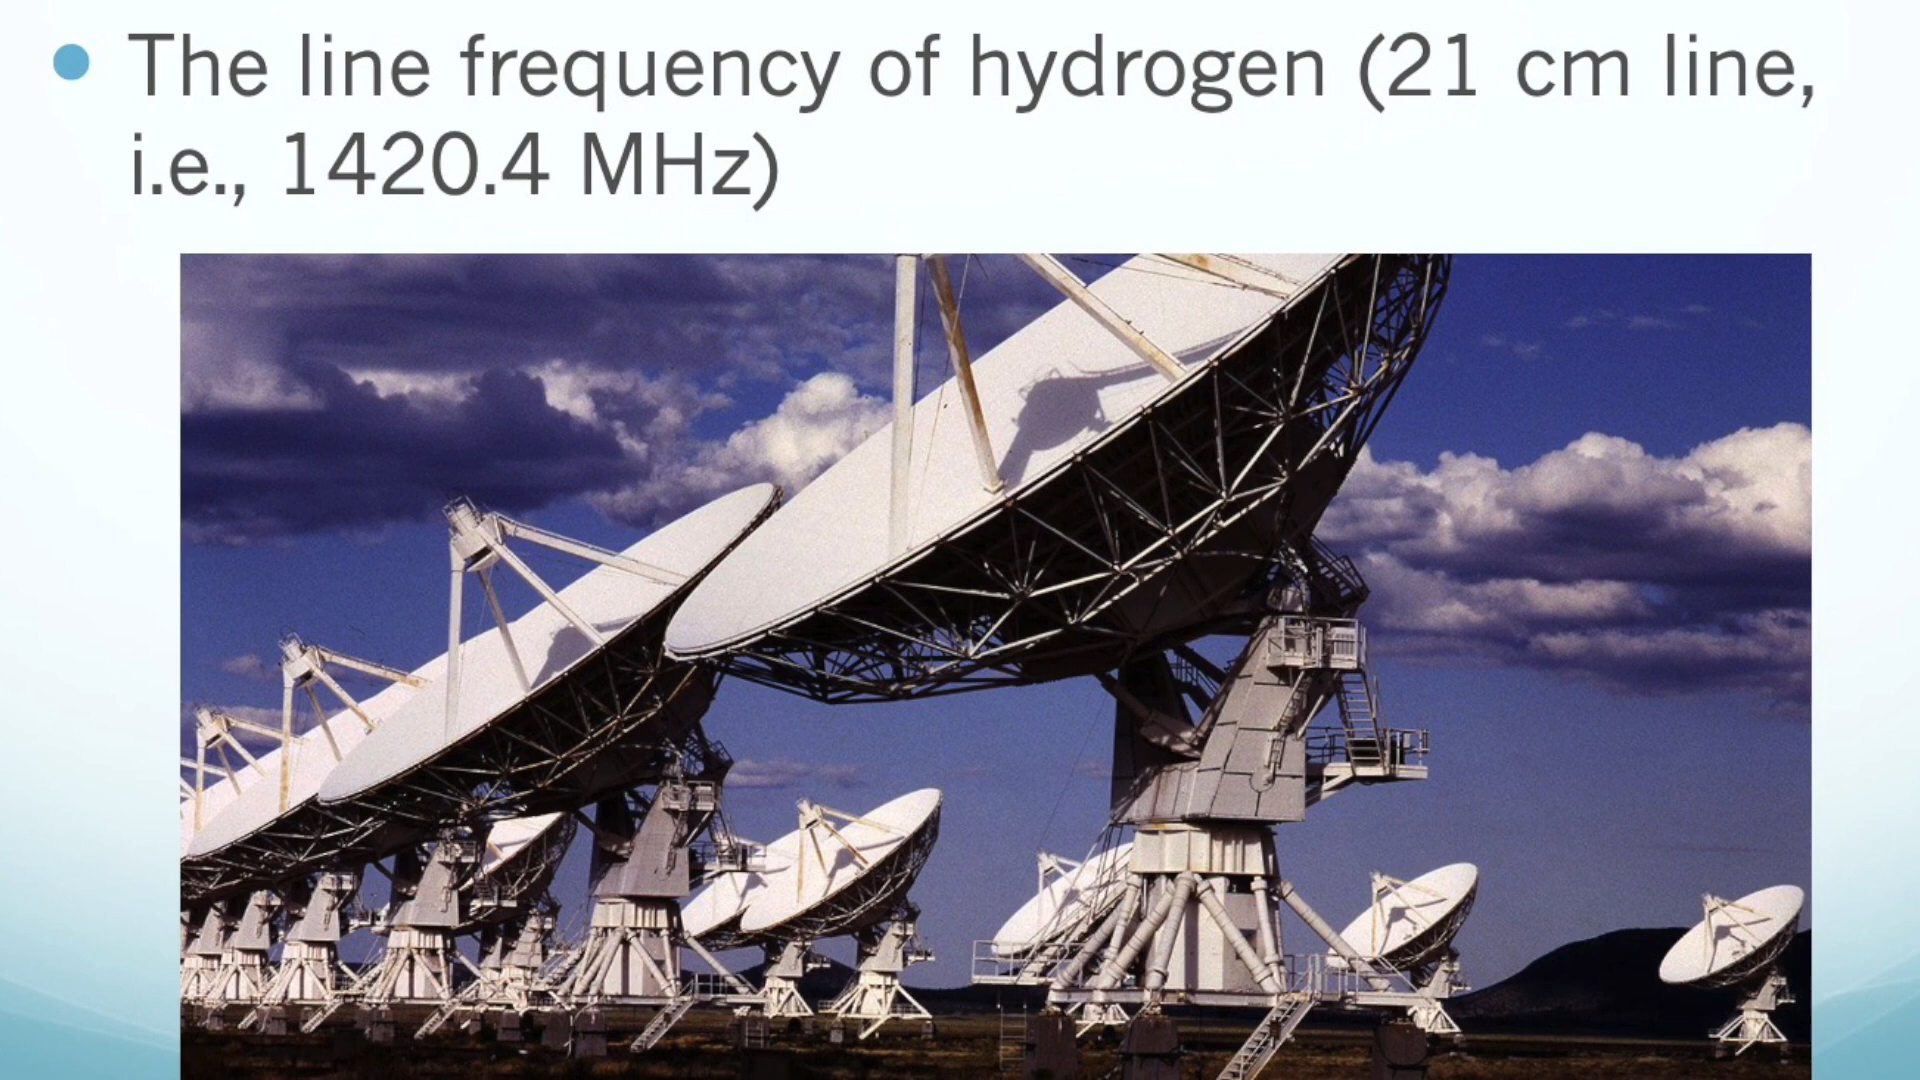 The line frequency of hydrogen (21 cm line,
i.e., 1420.4 MHz)